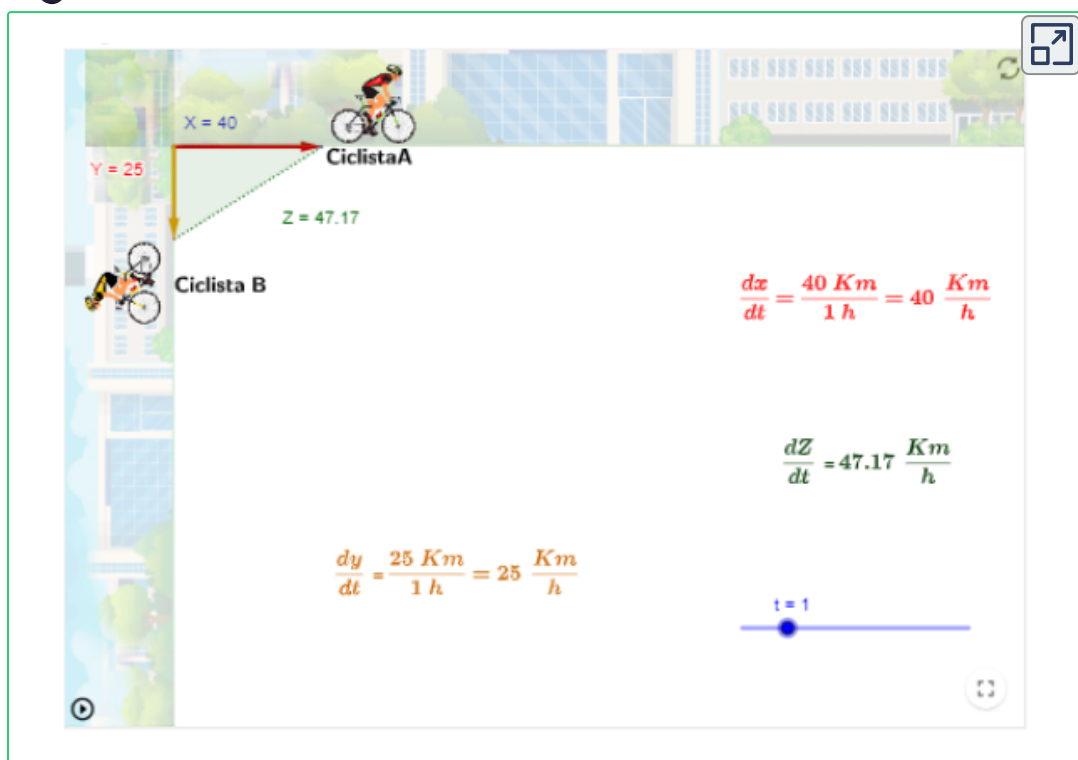 X = 40
CiclistaA
Y = 25
Z = 47.17
Ciclista B
dx/dt = 40 Km/1 h = 40 Km/h
dZ/dt = 47.17 Km/h
dy/dt = 25 Km/1 h = 25 Km/h
t = 1